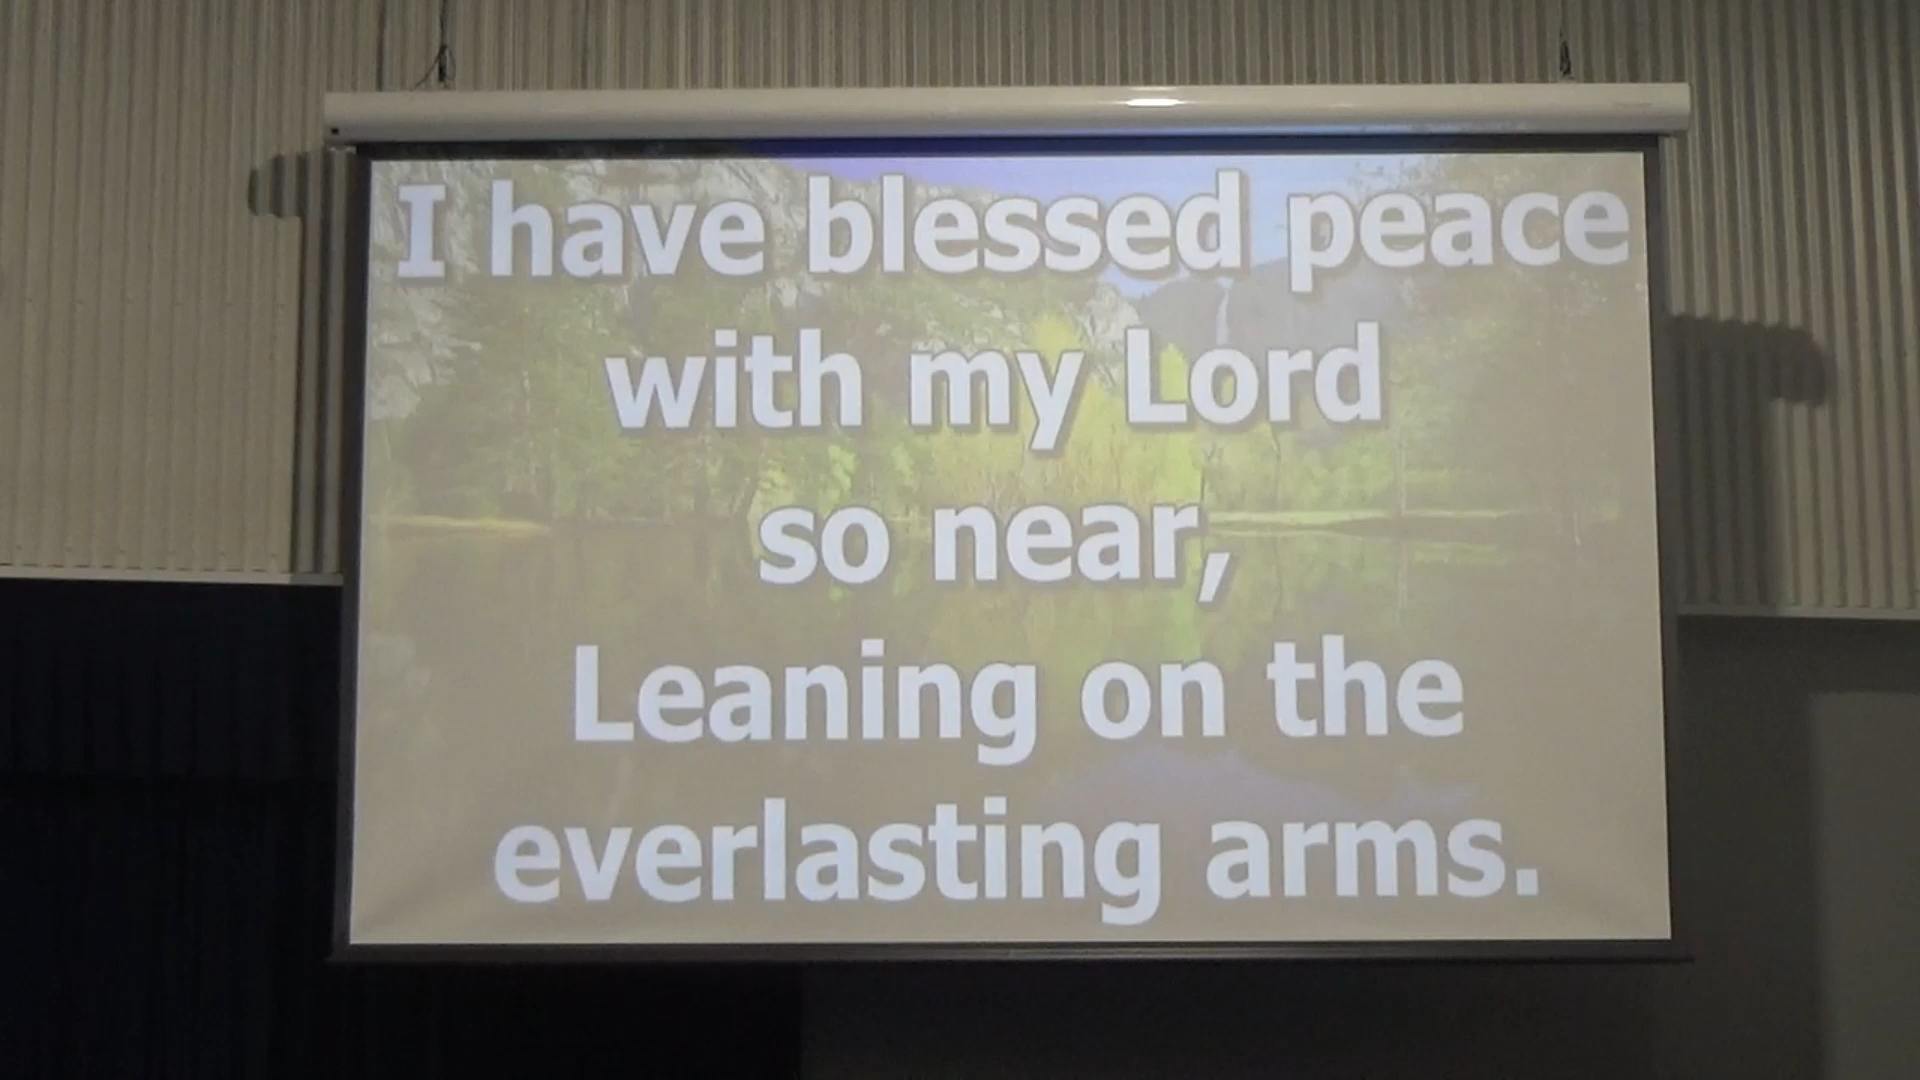 I have blessed peace
with my Lord
so near,
Leaning on the
everlasting arms.